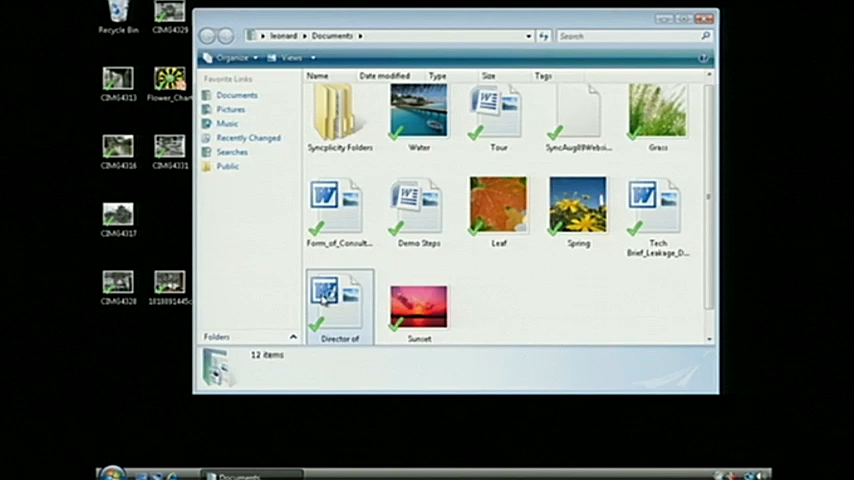 Recycle Bin
CIMG4329
CIMG4313
Flower_Chart
CIMG4316
CIMG4331
CIMG4317
CIMG4328
leonard
Documents
Search
Organize
Views
Favorite Links
Documents
Pictures
Music
Recently Changed
Searches
Public
Folders
Name
Date modified
Type
Size
Tags
Syncplicity Folders
Water
Tour
SyncAug09Websi...
Grass
Form_of_Consult...
Demo Steps
Leaf
Spring
Tech
Brief_Leakage_D...
Director of
Sunset
12 items
Documents